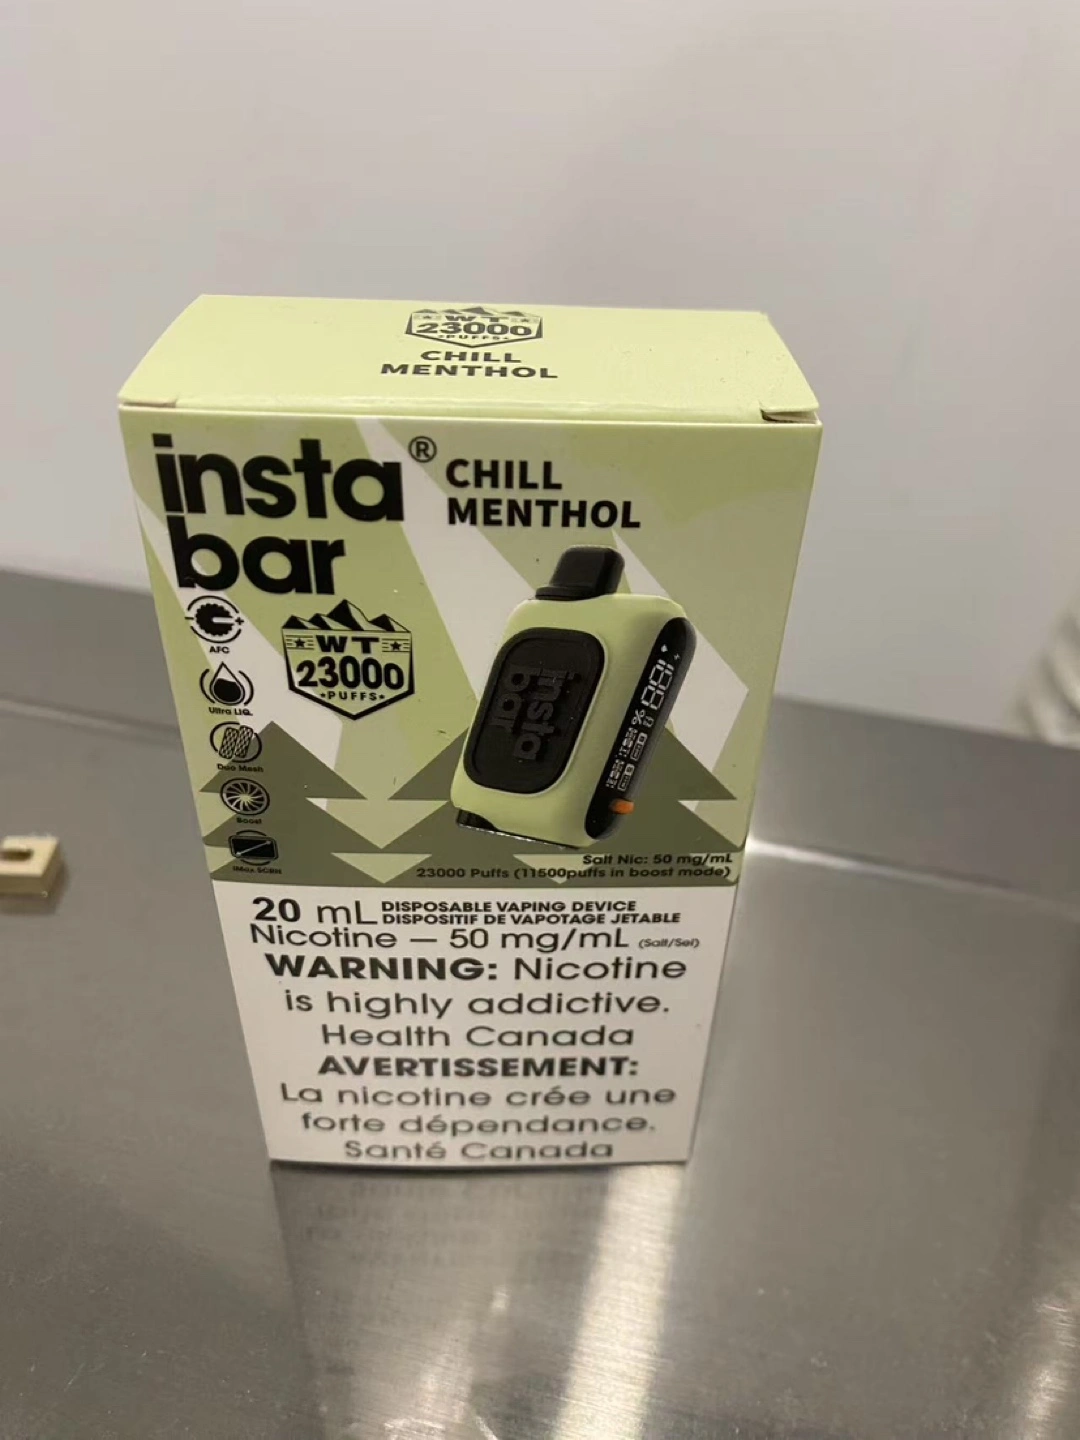 WT
23000
•PUFFS•
CHILL
MENTHOL
insta®
bar
CHILL
MENTHOL
AFC
Ultra LIQ.
Duo Mesh
Boost
iMax SCRN
WT
23000
•PUFFS•
insta
bar
Salt Nic: 50 mg/mL
23000 Puffs (11500puffs in boost mode)
20 mL DISPOSABLE VAPING DEVICE
DISPOSITIF DE VAPOTAGE JETABLE
Nicotine — 50 mg/mL (Salt/Sel)
WARNING: Nicotine
is highly addictive.
Health Canada
AVERTISSEMENT:
La nicotine crée une
forte dépendance.
Santé Canada